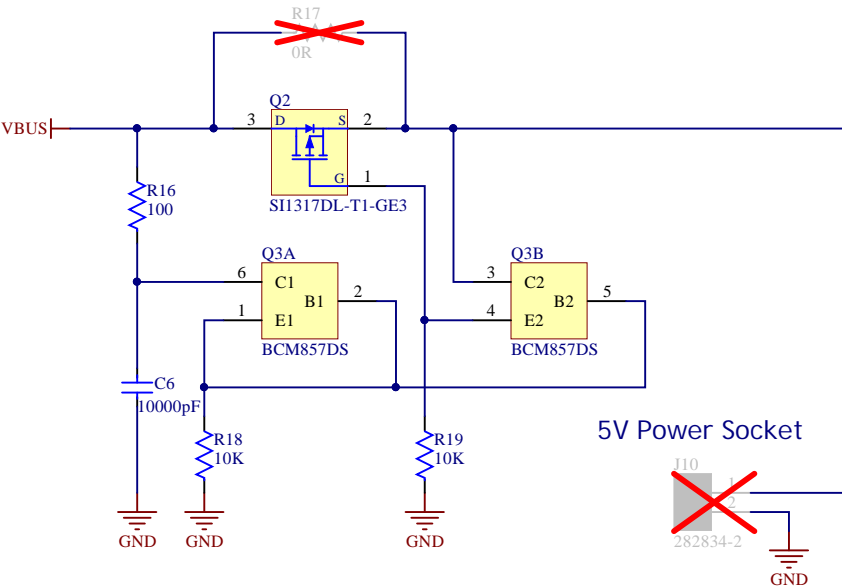 R17
0R
VBUS
Q2
3
D
S
2
G
1
SI1317DL-T1-GE3
R16
100
Q3A
6
C1
B1
2
1
E1
BCM857DS
Q3B
3
C2
B2
5
4
E2
BCM857DS
C6
10000pF
R18
10K
R19
10K
5V Power Socket
J10
1
2
282834-2
GND
GND
GND
GND